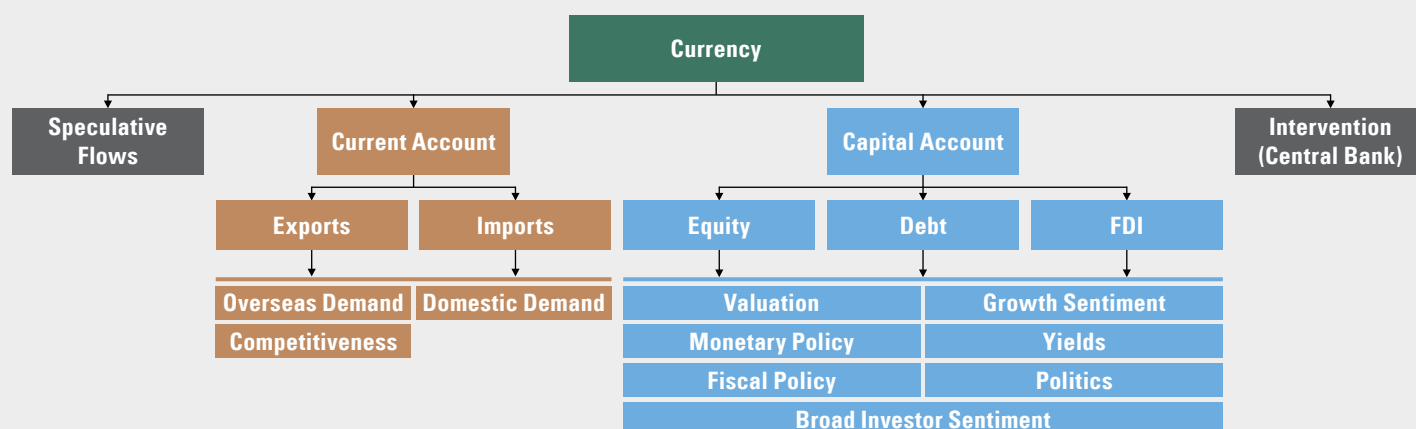 Currency
Speculative
Flows
Current Account
Capital Account
Intervention
(Central Bank)
Exports
Imports
Equity
Debt
FDI
Overseas Demand
Domestic Demand
Competitiveness
Valuation
Growth Sentiment
Monetary Policy
Yields
Fiscal Policy
Politics
Broad Investor Sentiment